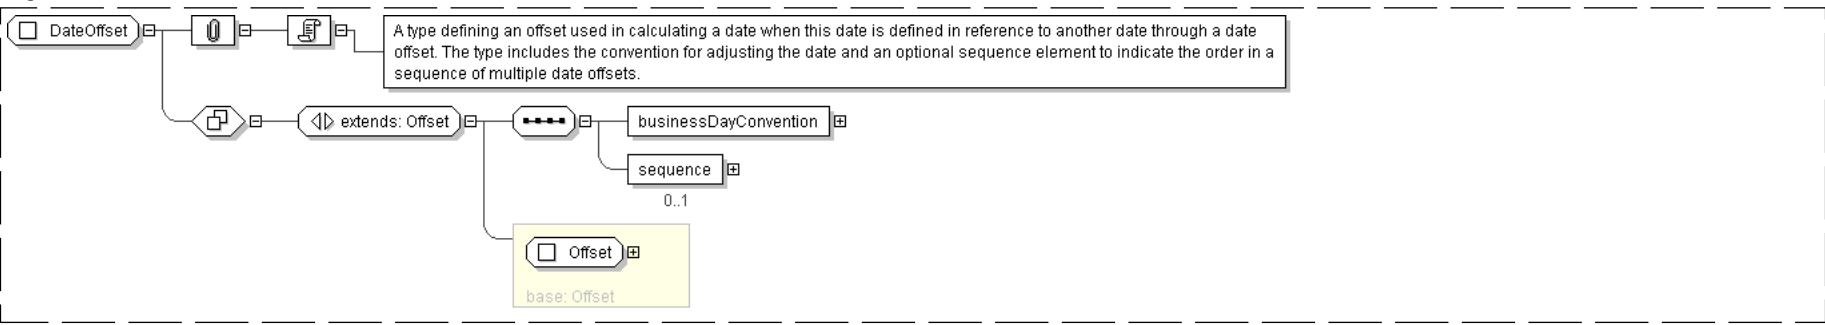 DateOffset
A type defining an offset used in calculating a date when this date is defined in reference to another date through a date
offset. The type includes the convention for adjusting the date and an optional sequence element to indicate the order in a
sequence of multiple date offsets.
extends: Offset
businessDayConvention
sequence
0..1
Offset
base: Offset